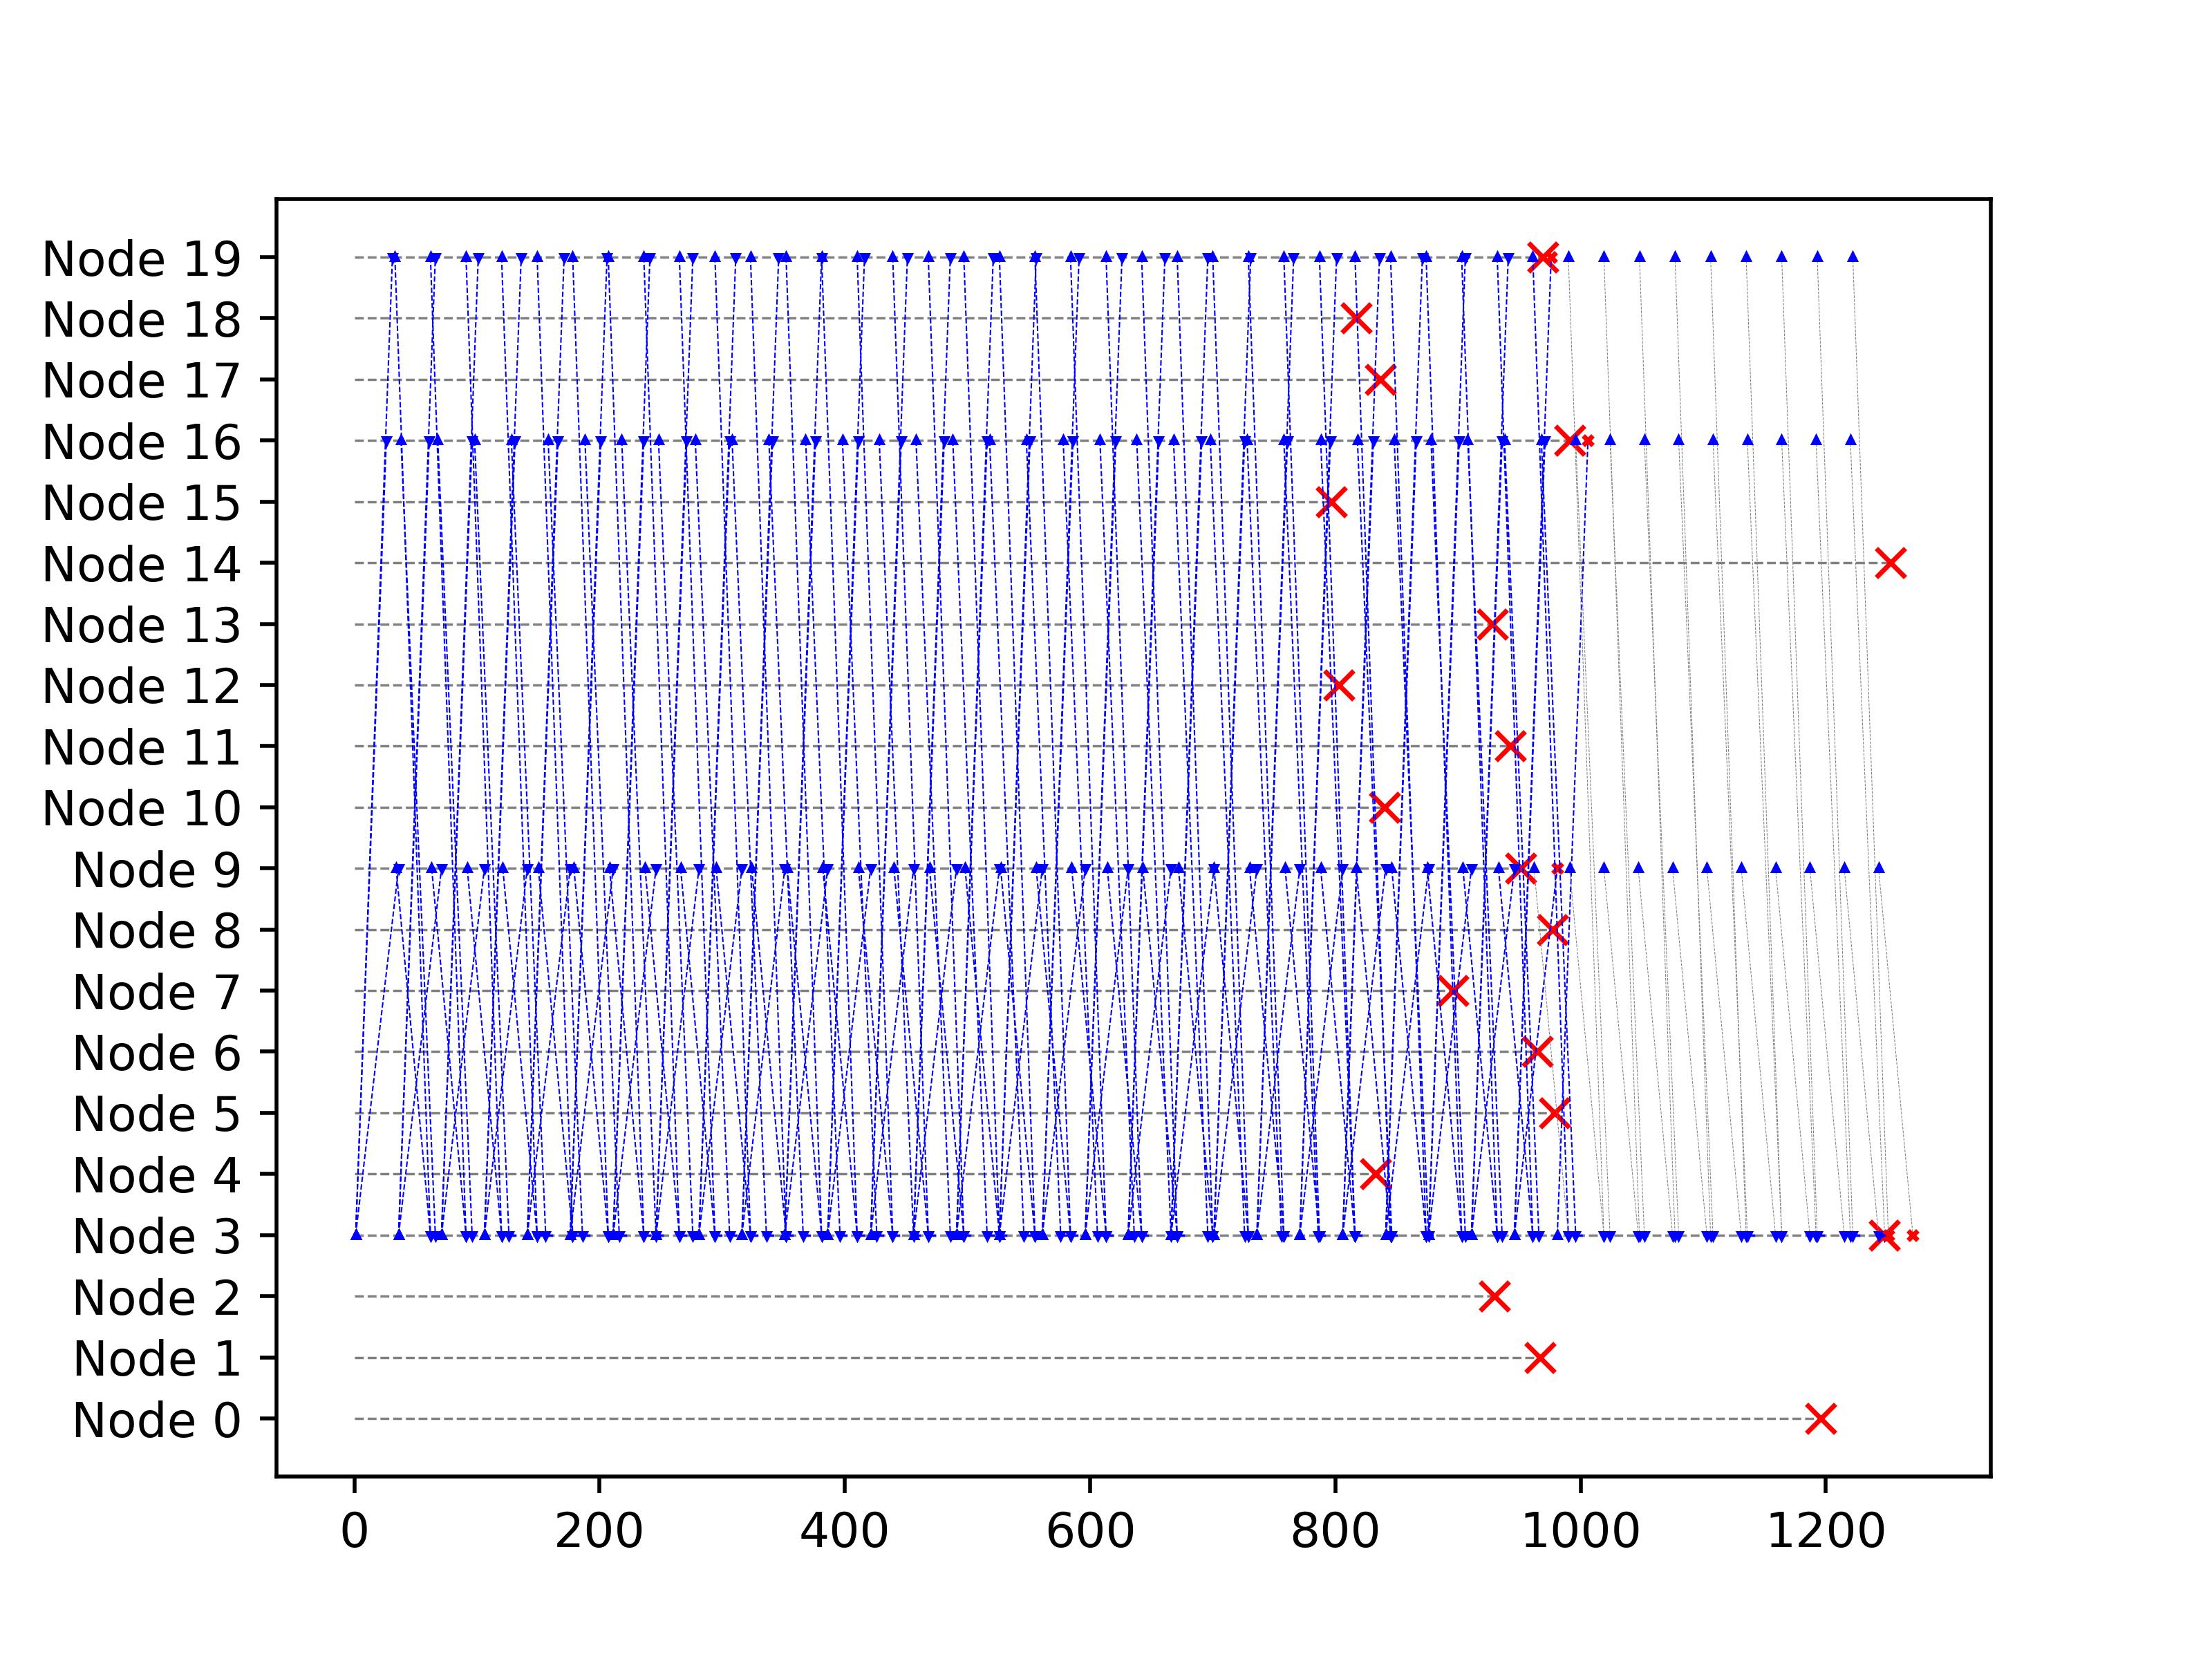 Node 19
Node 18
Node 17
Node 16
Node 15
Node 14
Node 13
Node 12
Node 11
Node 10
Node 9
Node 8
Node 7
Node 6
Node 5
Node 4
Node 3
Node 2
Node 1
Node 0
0 200 400 600 800 1000 1200